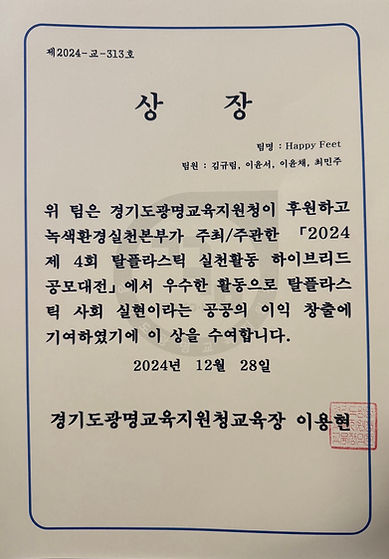 제2024-교-313호
상 장
팀명 : Happy Feet
팀원 : 김규림, 이윤서, 이윤채, 최민주
위 팀은 경기도광명교육지원청이 후원하고
녹색환경실천본부가 주최/주관한 「2024
제 4회 탈플라스틱 실천활동 하이브리드
공모대전」에서 우수한 활동으로 탈플라스
틱 사회 실현이라는 공공의 이익 창출에
기여하였기에 이 상을 수여합니다.
2024년 12월 28일
경기도광명교육지원청교육장 이용현